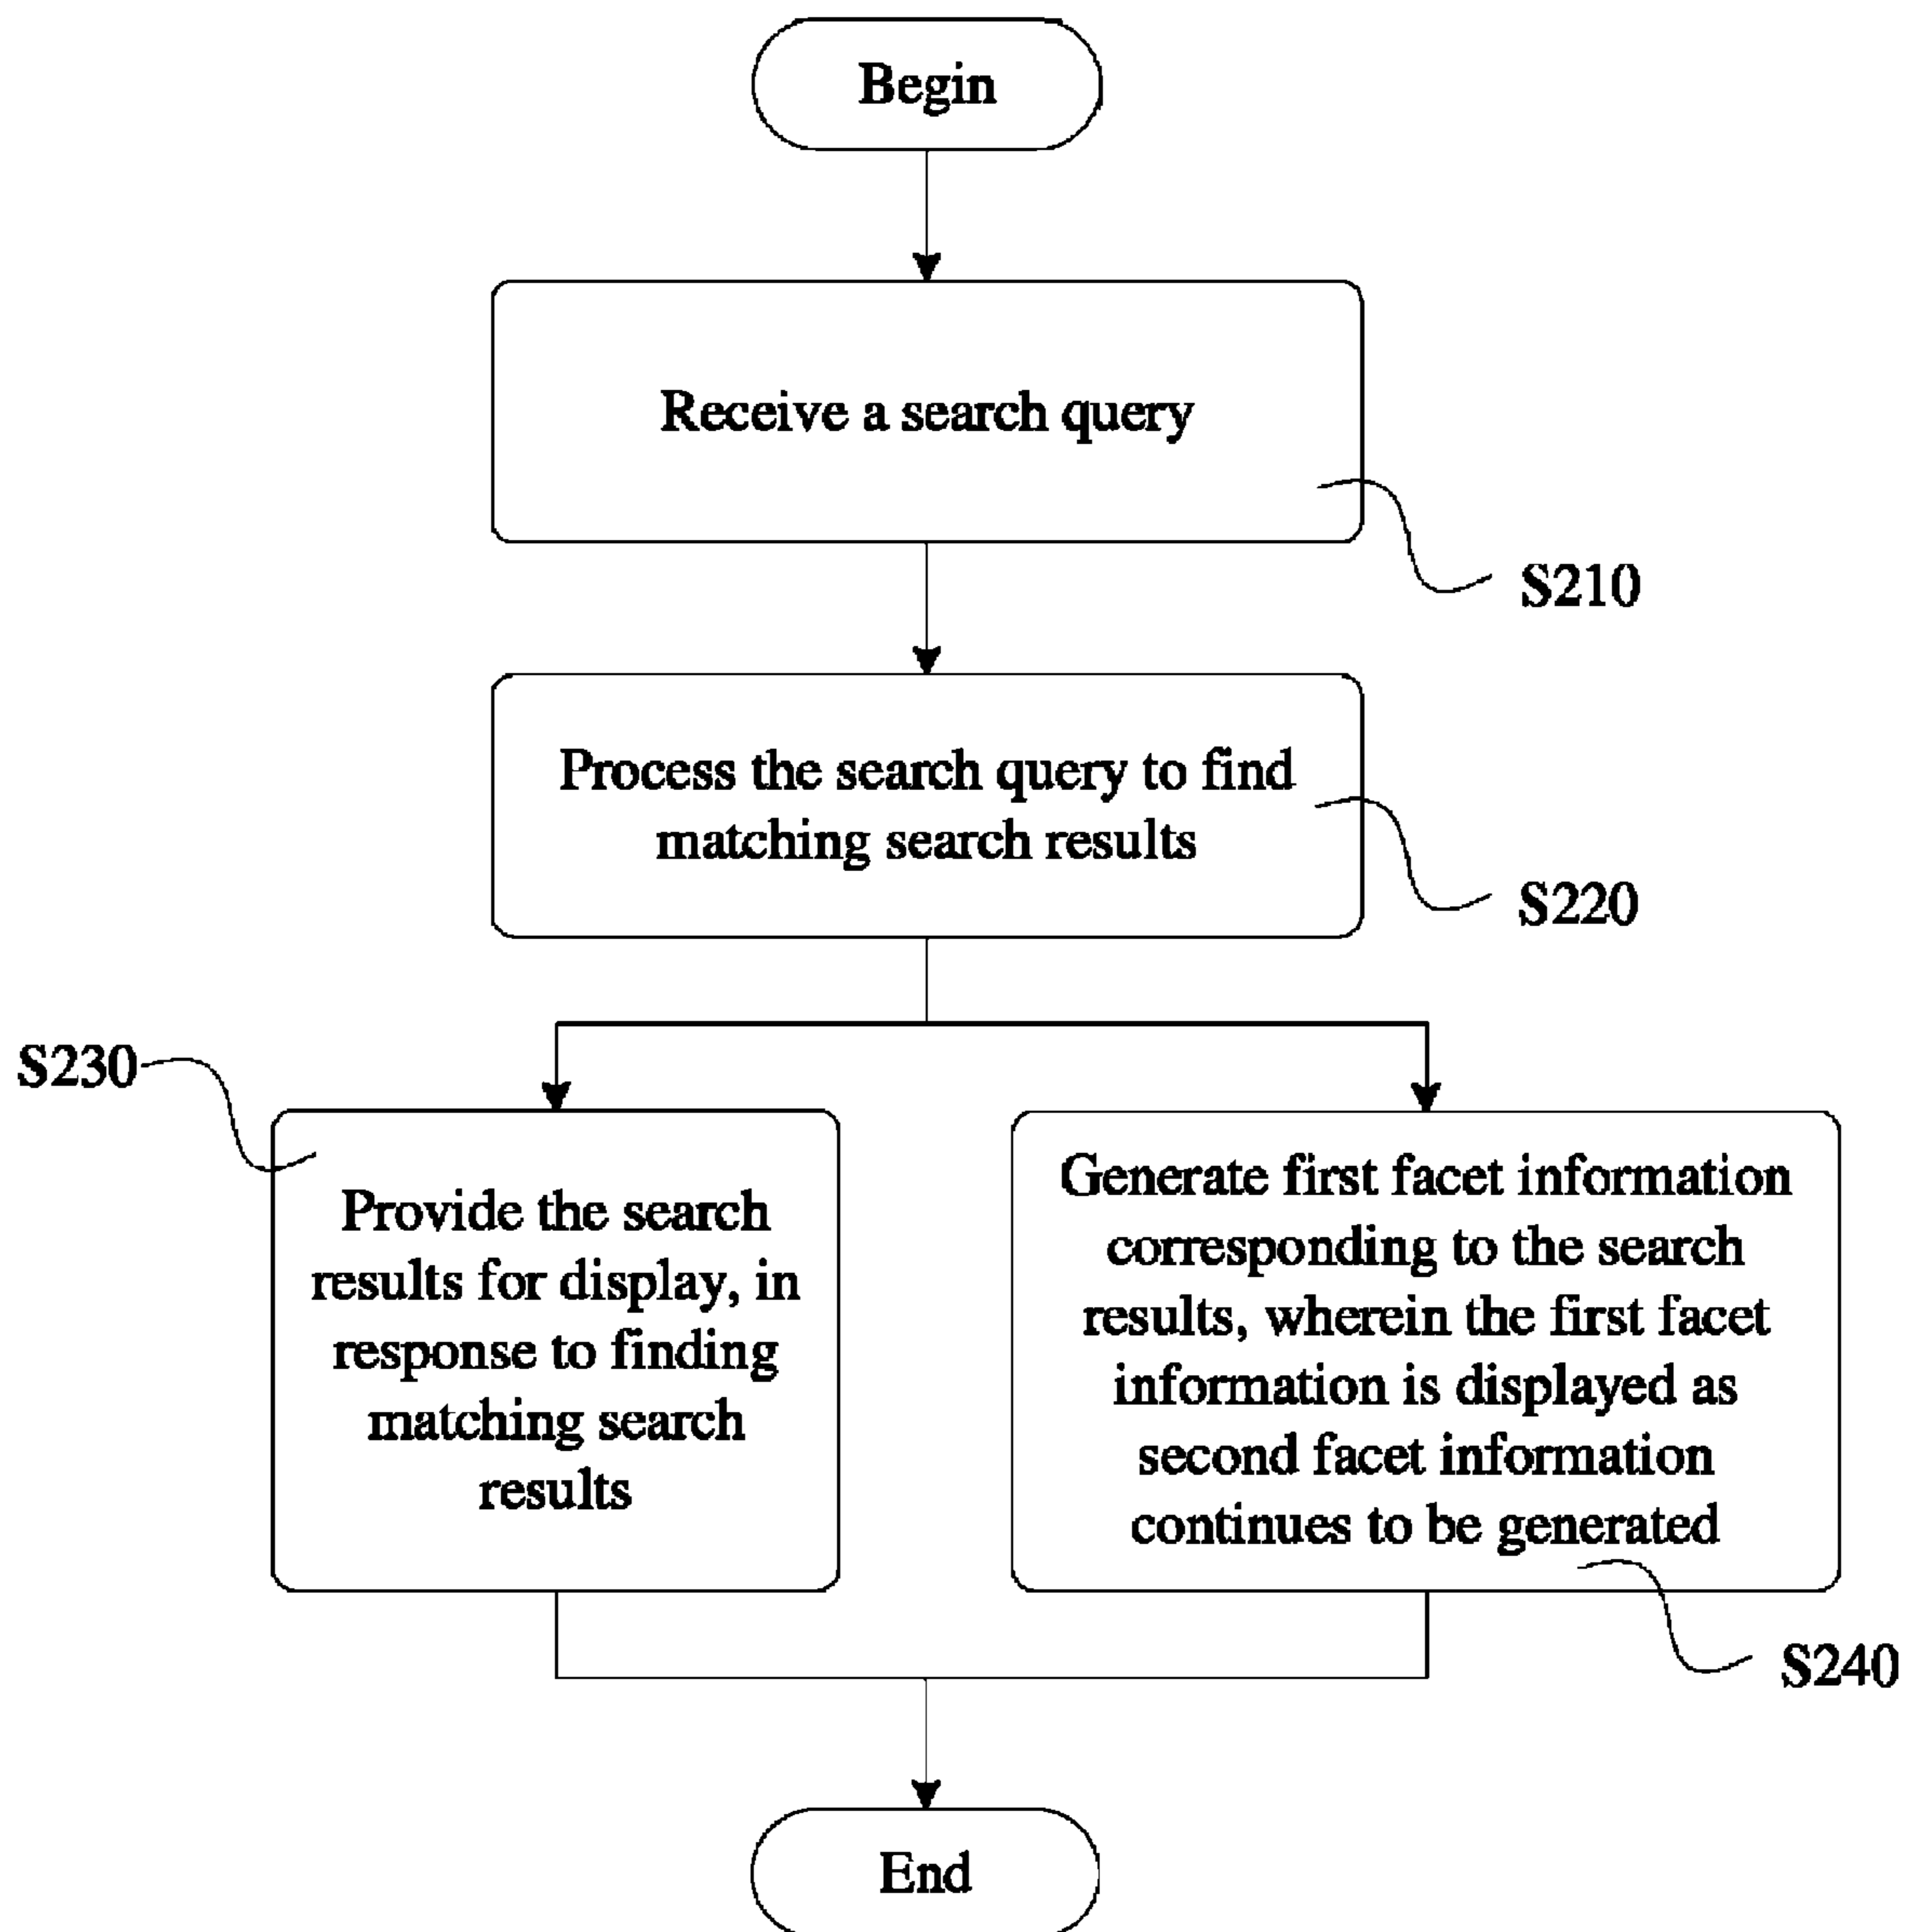 Begin
Receive a search query
S210
Process the search query to find
matching search results
S220
S230
Provide the search
results for display, in
response to finding
matching search
results
Generate first facet information
corresponding to the search
results, wherein the first facet
information is displayed as
second facet information
continues to be generated
S240
End